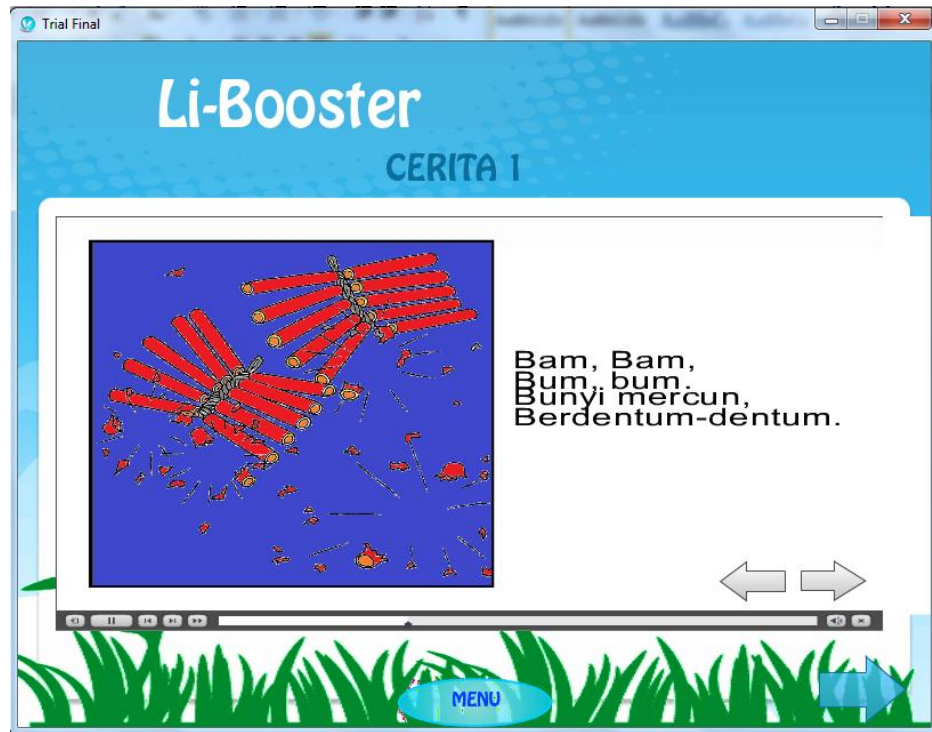 Trial Final
Li-Booster
CERITA 1
Bam, Bam,
Bum, bum.
Bunyi mercun,
Berdentum-dentum.
MENU